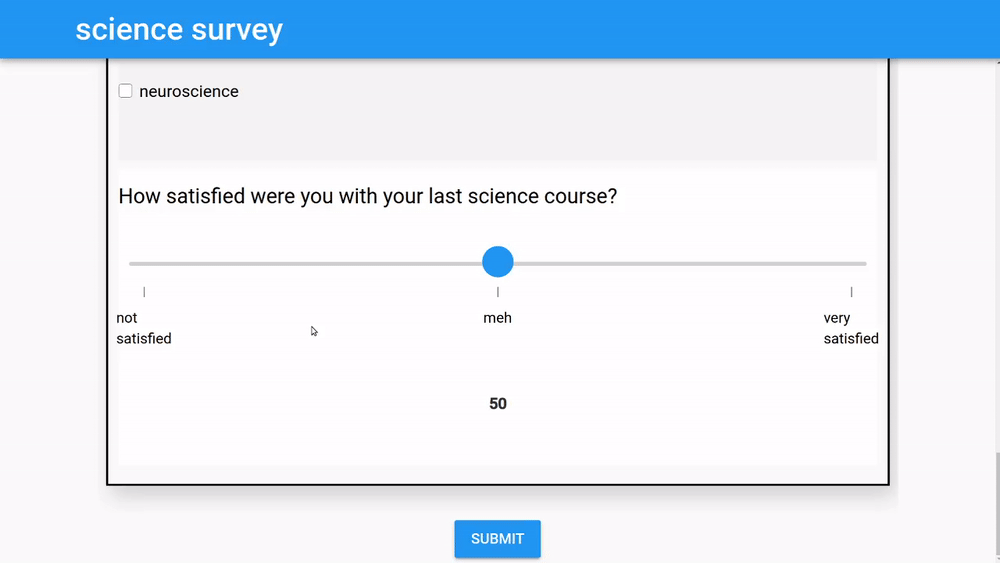 science survey
neuroscience
How satisfied were you with your last science course?
not
satisfied
meh
very
satisfied
50
SUBMIT